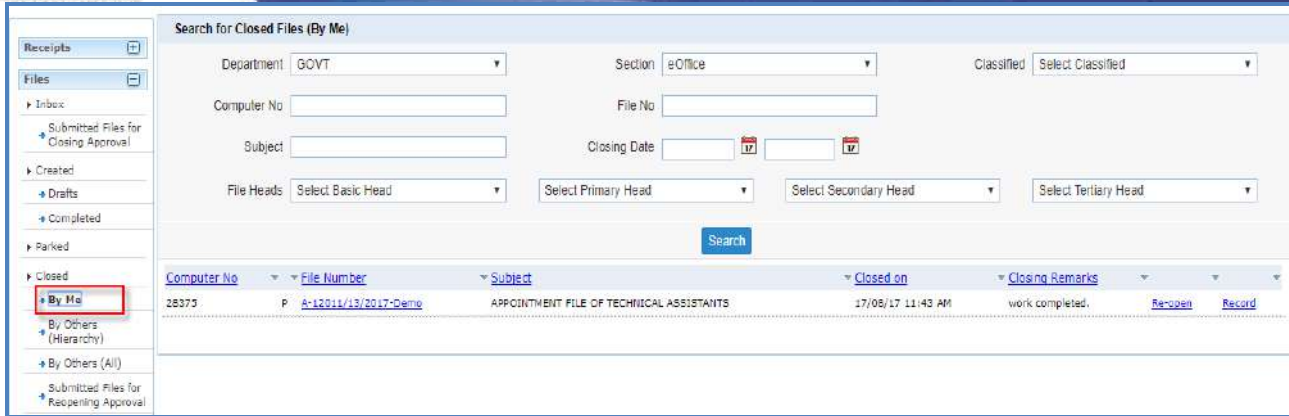 Search for Closed Files (By Me)
Receipts
Files
Inbox
Submitted Files for
Closing Approval
Created
Drafts
Completed
Parked
Closed
By Me
By Others
(Hierarchy)
By Others (All)
Submitted Files for
Reopening Approval
Department GOVT Section eOffice Classified Select Classified
Computer No File No
Subject Closing Date 17 17
File Heads Select Basic Head Select Primary Head Select Secondary Head Select Tertiary Head
Search
Computer No File Number Subject Closed on Closing Remarks
28375 P A-12011/13/2017-Demo APPOINTMENT FILE OF TECHNICAL ASSISTANTS 17/08/17 11:43 AM work completed. Re-open Record